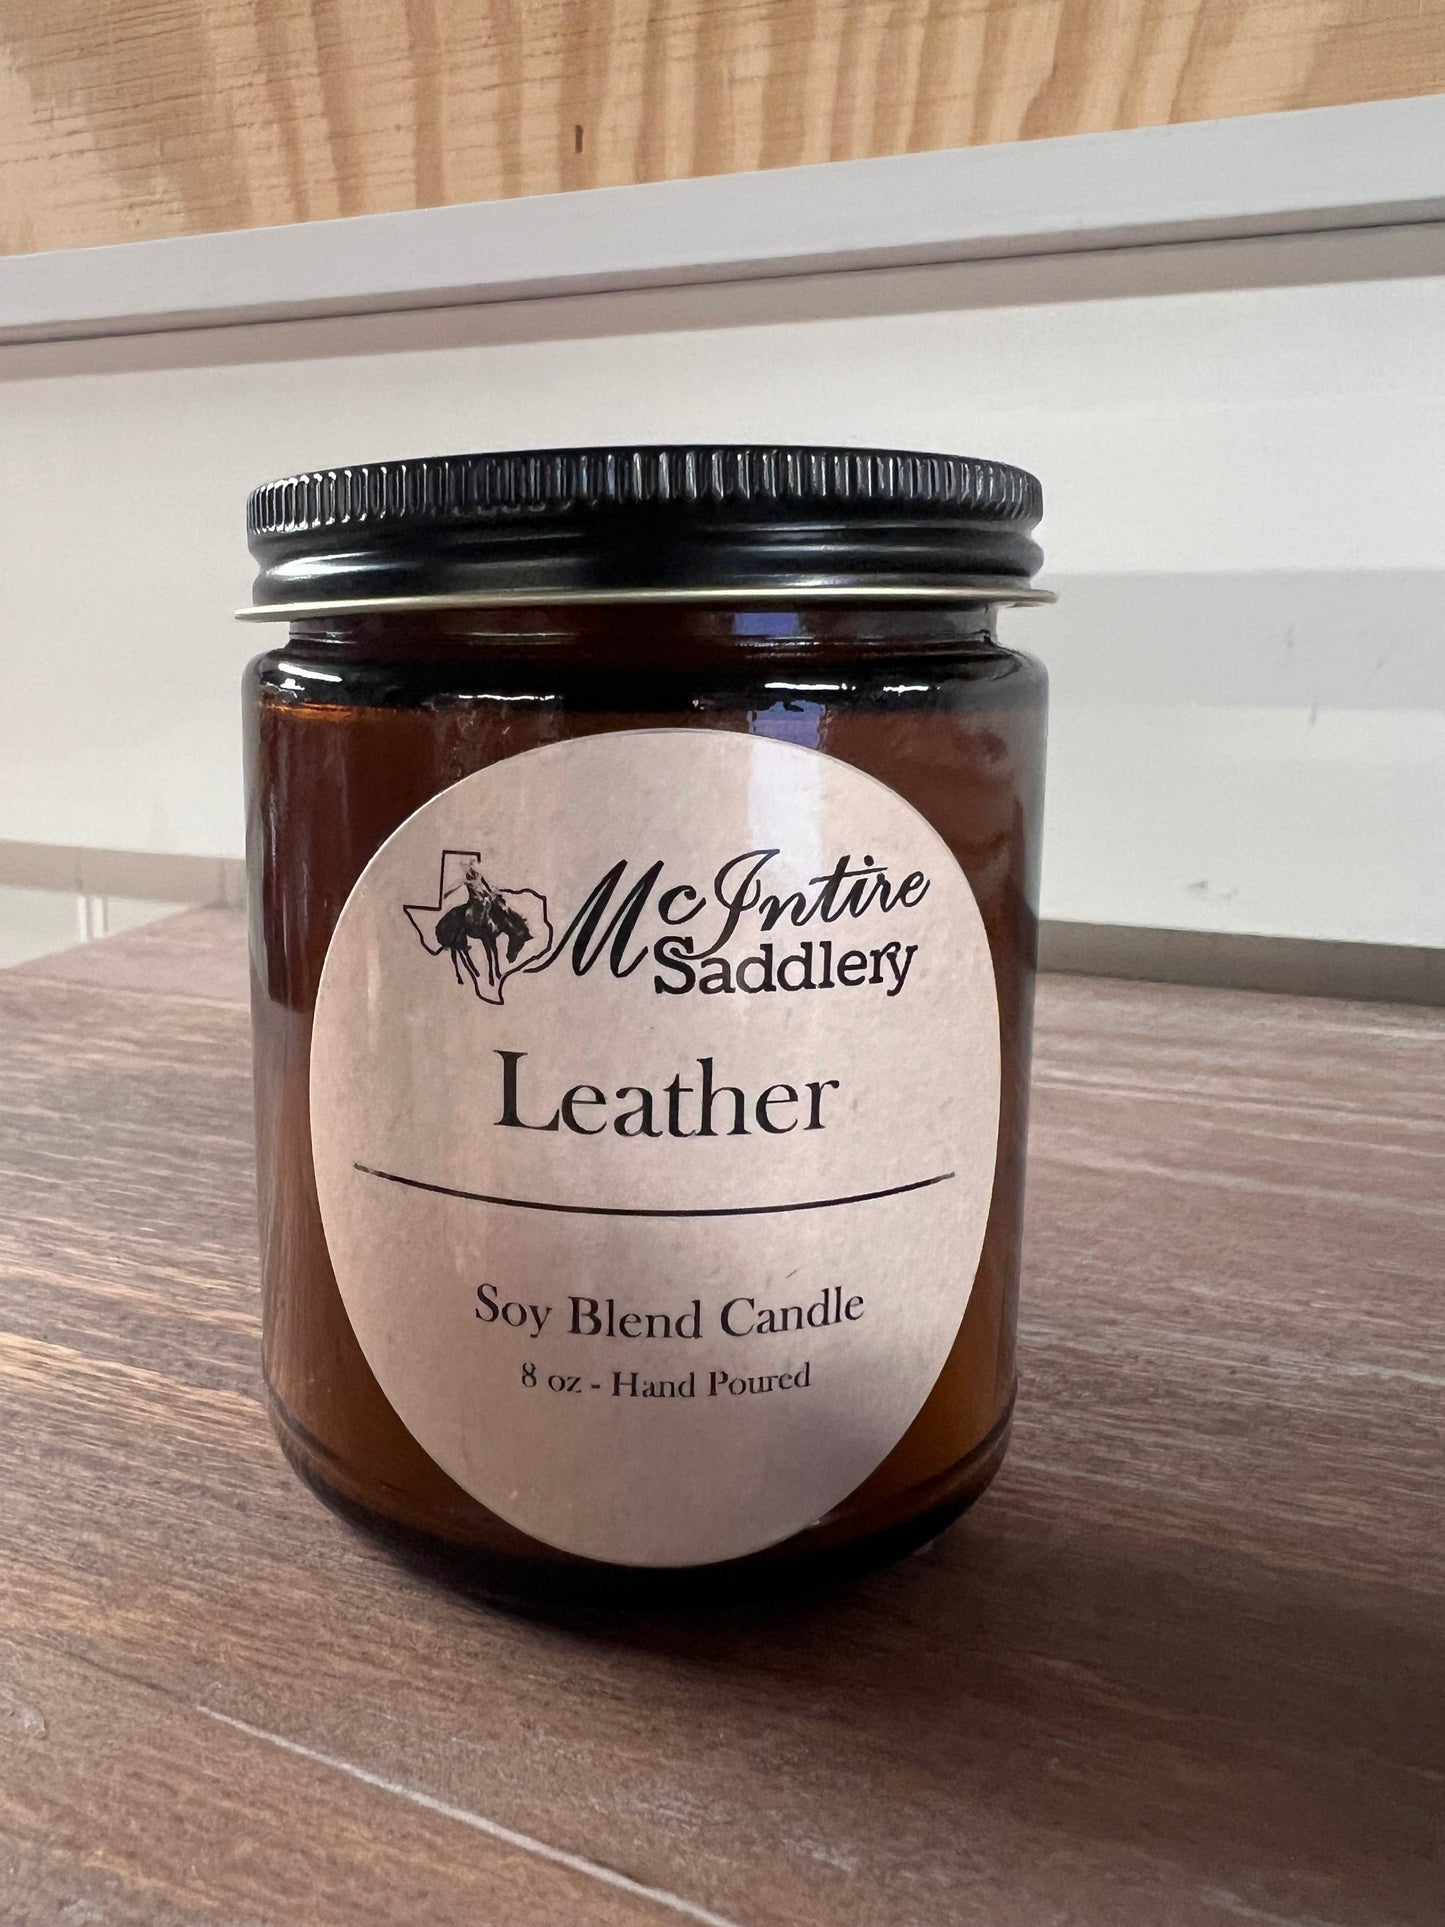 McIntire
Saddlery
Leather
Soy Blend Candle
8 oz - Hand Poured